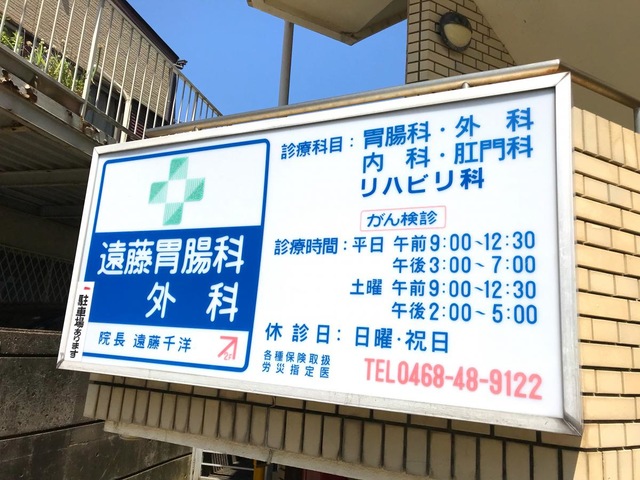 遠藤胃腸科
外科
院長 遠藤千洋
2F
駐車場あります
診療科目：胃腸科・外科
内科・肛門科
リハビリ科
がん検診
診療時間：平日 午前9:00~12:30
午後3:00~7:00
土曜 午前9:00~12:30
午後2:00~5:00
休診日：日曜・祝日
各種保険取扱
労災指定医
TEL0468-48-9122